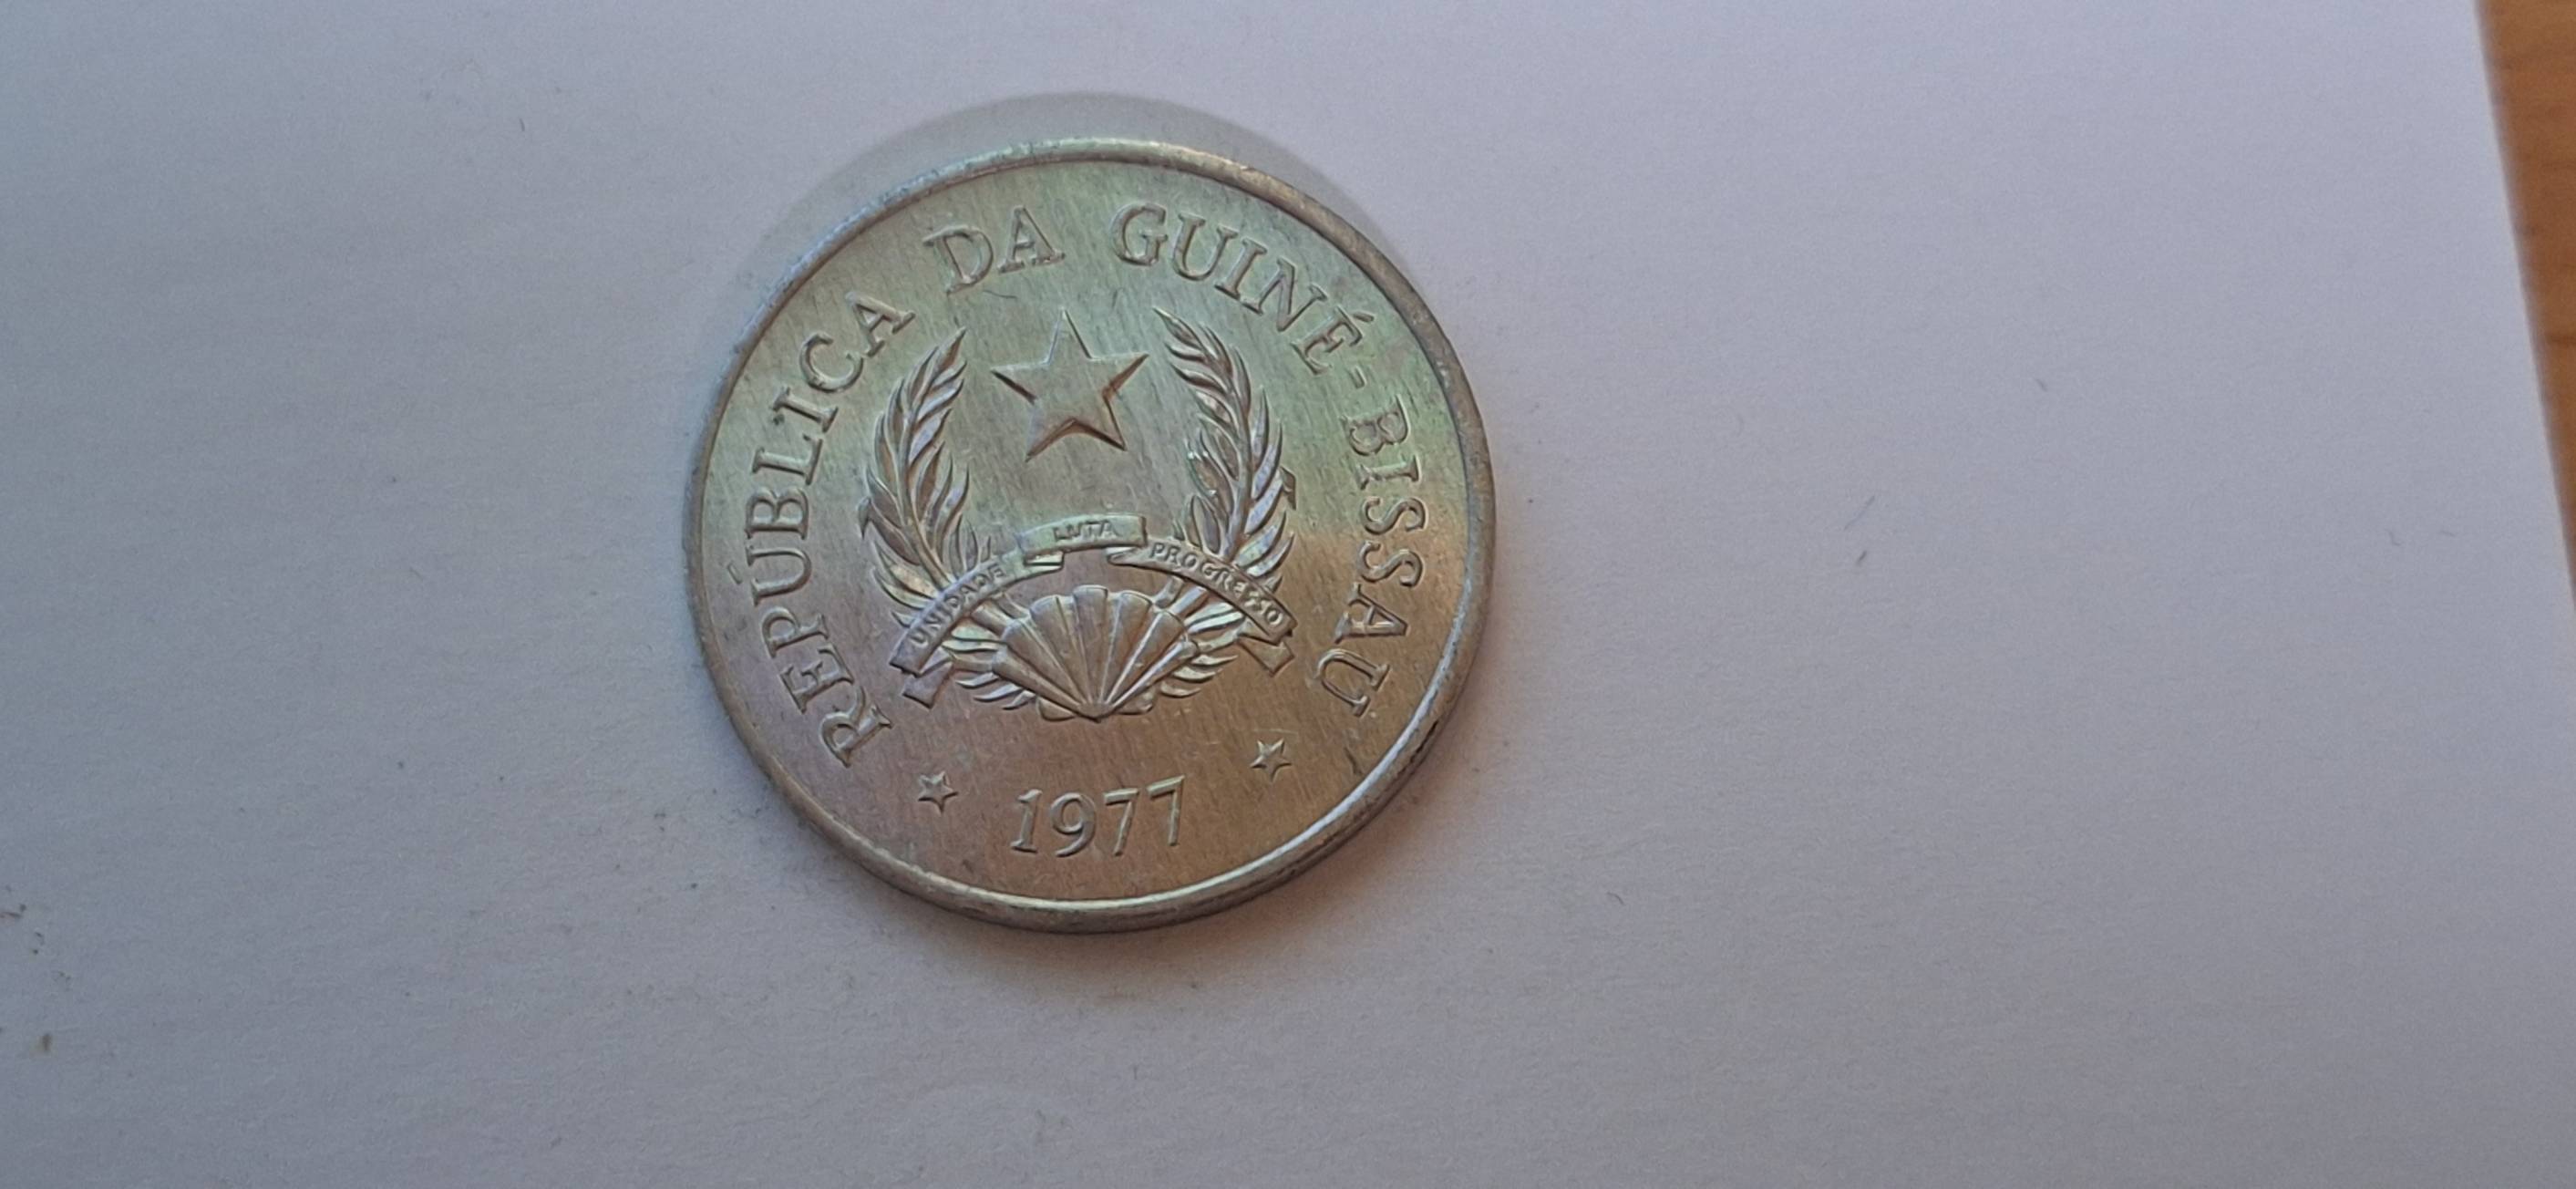 REPÚBLICA DA GUINÉ-BISSAU
UNIDADE LUTA PROGRESSO
1977